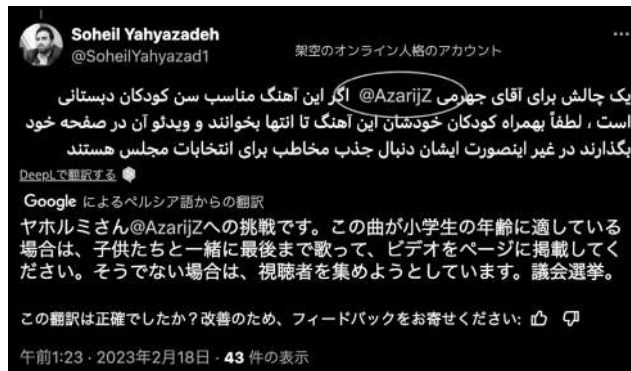 Soheil Yahyazadeh
@SoheilYahyazad1
架空のオンライン人格のアカウント
یک چالش برای آقای جهرمی @AzarijZ اگر این آهنگ مناسب سن کودکان دبستانی
است ، لطفاً بهمراه کودکان خودشان این آهنگ تا انتها بخوانند و ویدئو آن در صفحه خود
بگذارند در غیر اینصورت ایشان دنبال جذب مخاطب برای انتخابات مجلس هستند
DeepLで翻訳する
Google によるペルシア語からの翻訳
ヤホルミさん@AzarijZへの挑戦です。この曲が小学生の年齢に適している
場合は、子供たちと一緒に最後まで歌って、ビデオをページに掲載してく
ださい。そうでない場合は、視聴者を集めようとしています。議会選挙。
この翻訳は正確でしたか？改善のため、フィードバックをお寄せください:
午前1:23 · 2023年2月18日 · 43 件の表示